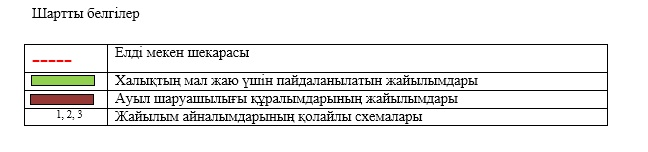 Шартты белгілер
Елді мекен шекарасы
Халықтың мал жаю үшін пайдаланылатын жайылымдары
Ауыл шаруашылығы құралымдарының жайылымдары
1, 2, 3 Жайылым айналымдарының қолайлы схемалары